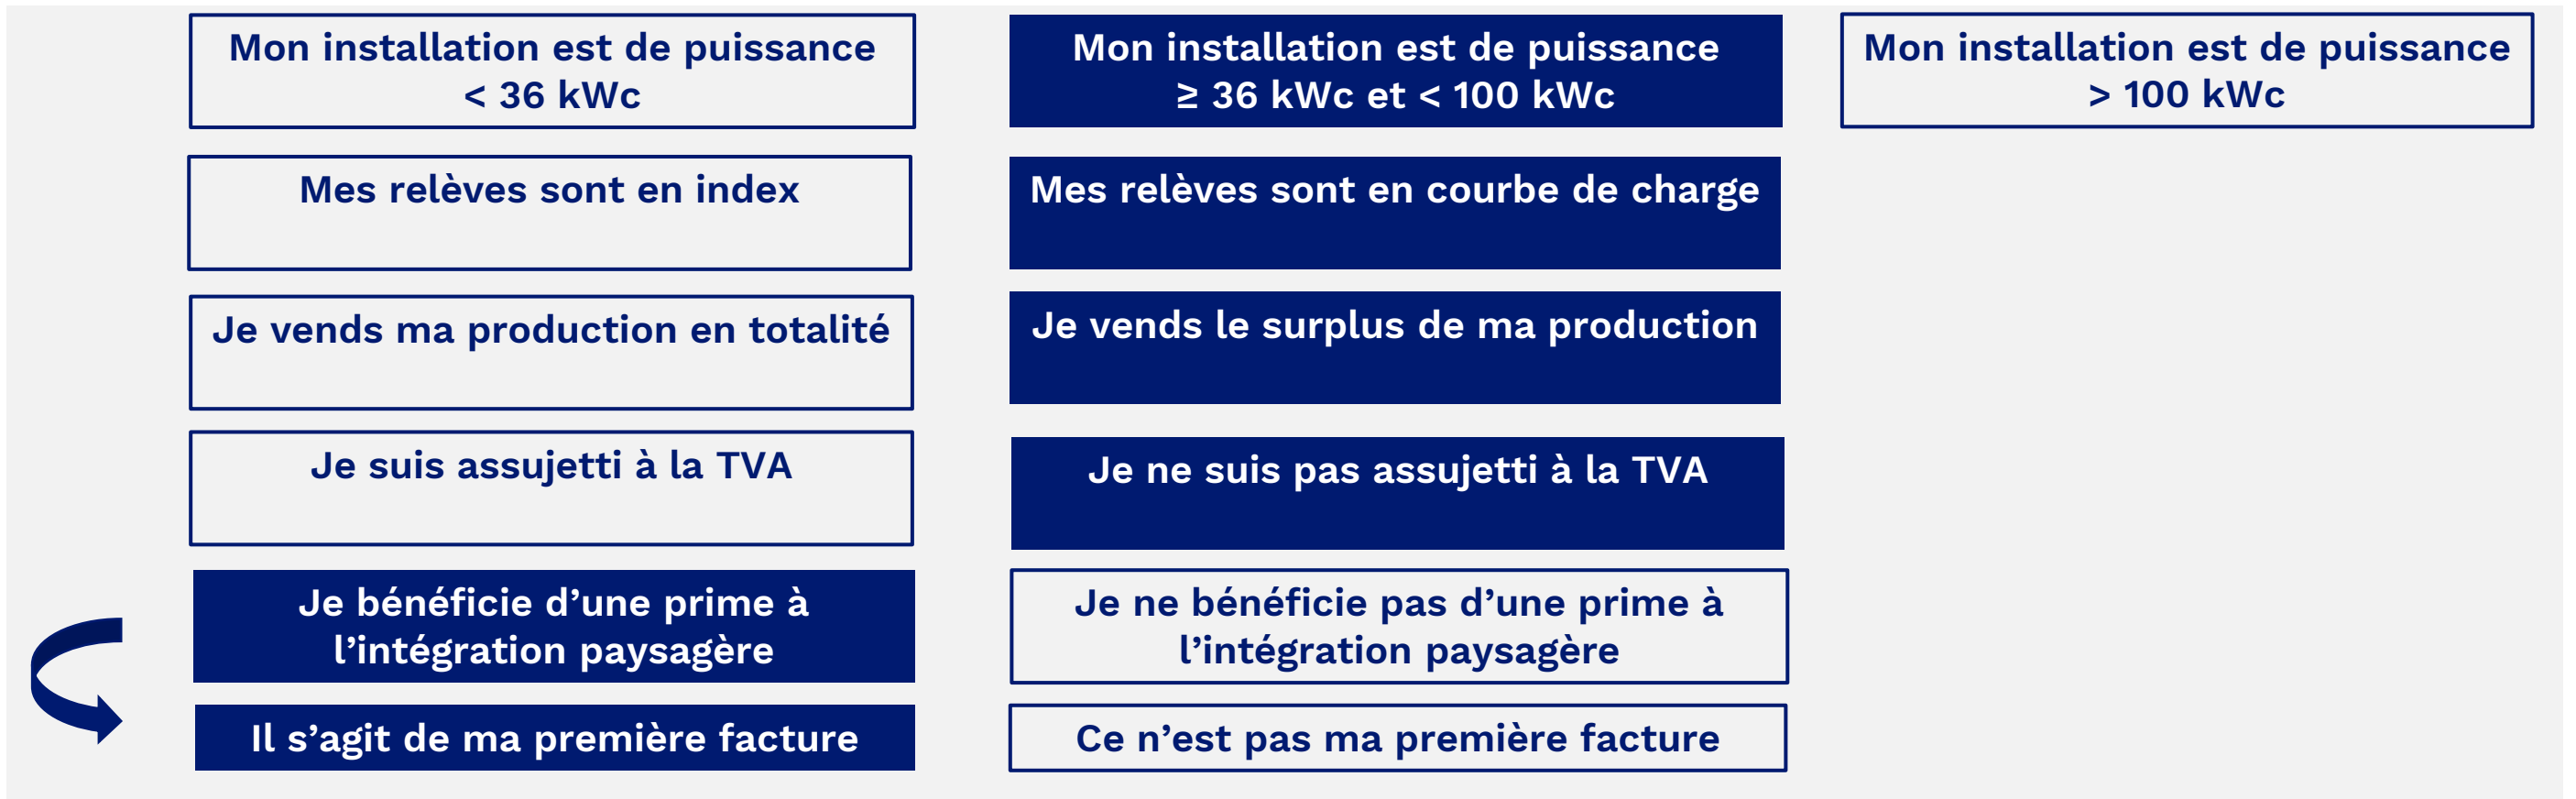 Mon installation est de puissance
< 36 kWc
Mon installation est de puissance
≥ 36 kWc et < 100 kWc
Mon installation est de puissance
> 100 kWc
Mes relèves sont en index
Mes relèves sont en courbe de charge
Je vends ma production en totalité
Je vends le surplus de ma production
Je suis assujetti à la TVA
Je ne suis pas assujetti à la TVA
Je bénéficie d’une prime à
l’intégration paysagère
Je ne bénéficie pas d’une prime à
l’intégration paysagère
Il s’agit de ma première facture
Ce n’est pas ma première facture